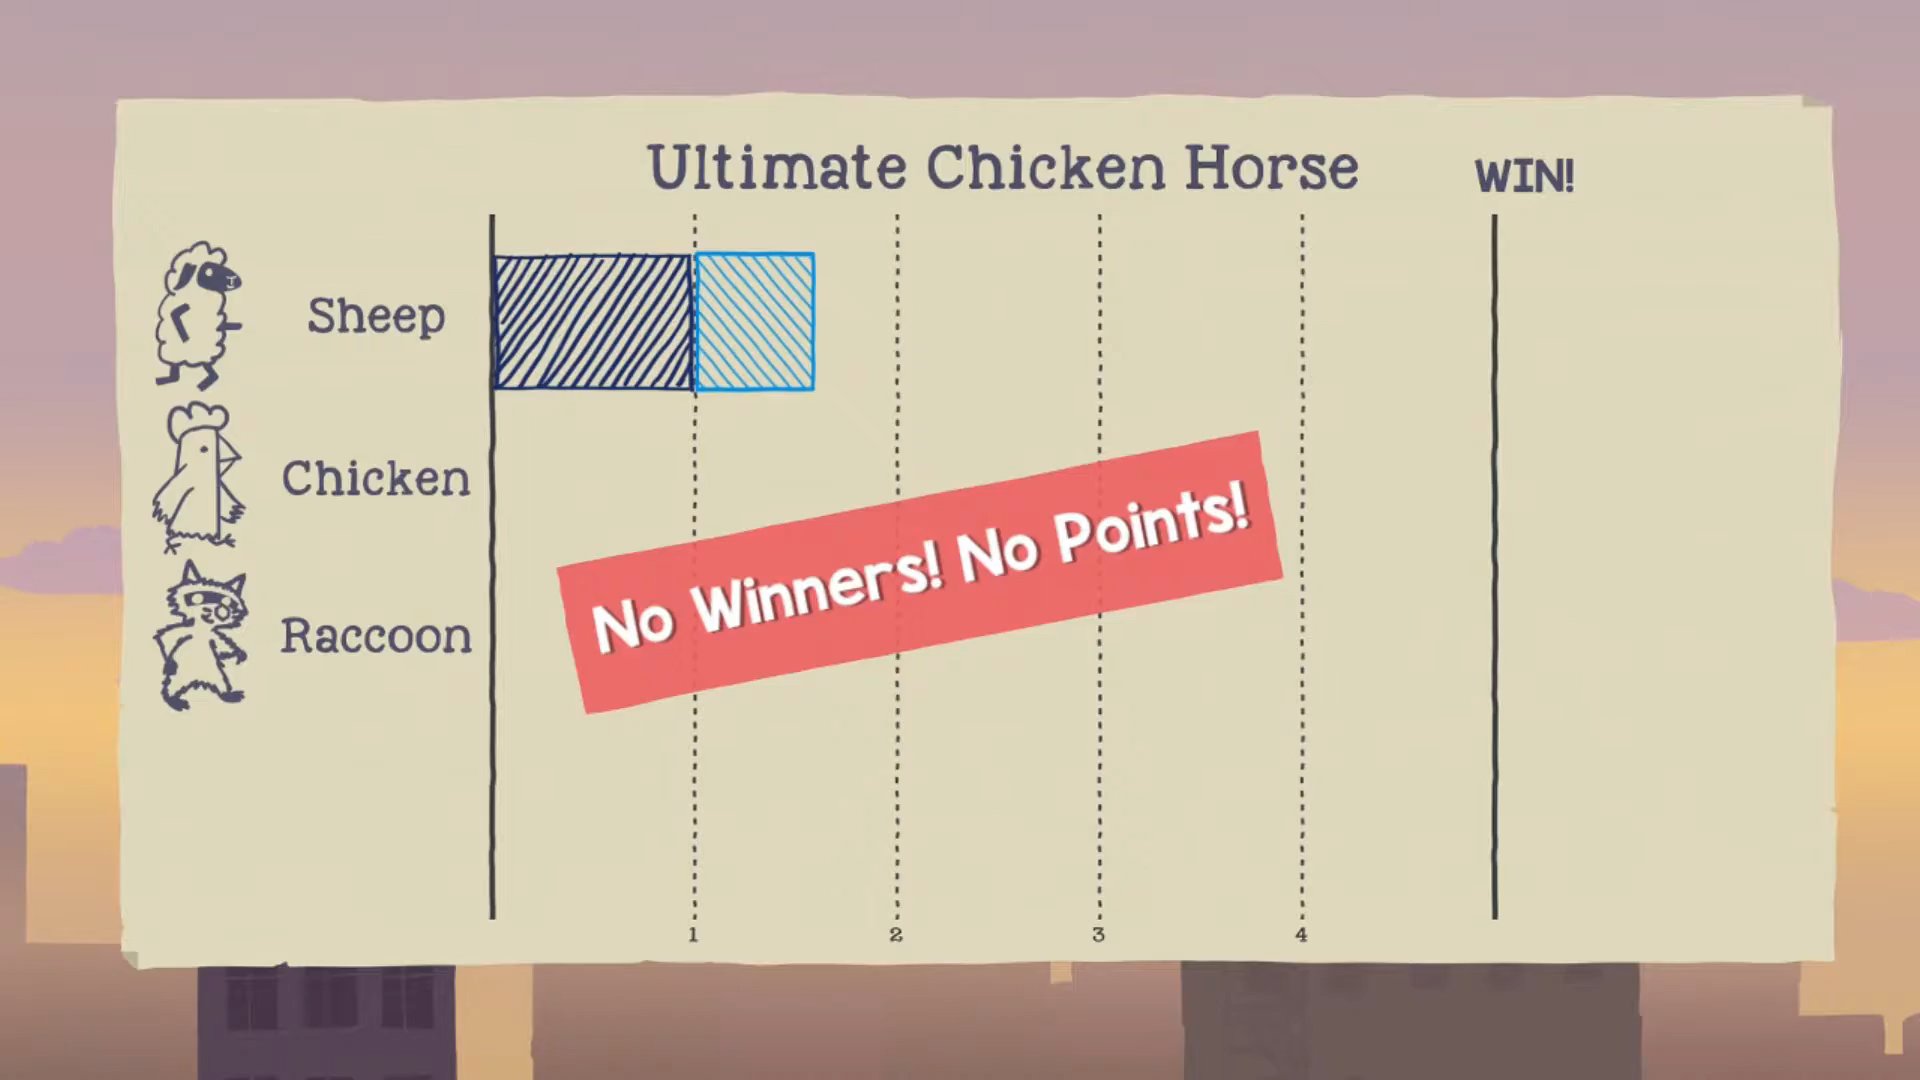 Ultimate Chicken Horse
WIN!
Sheep
Chicken
Raccoon
No Winners! No Points!
1 2 3 4